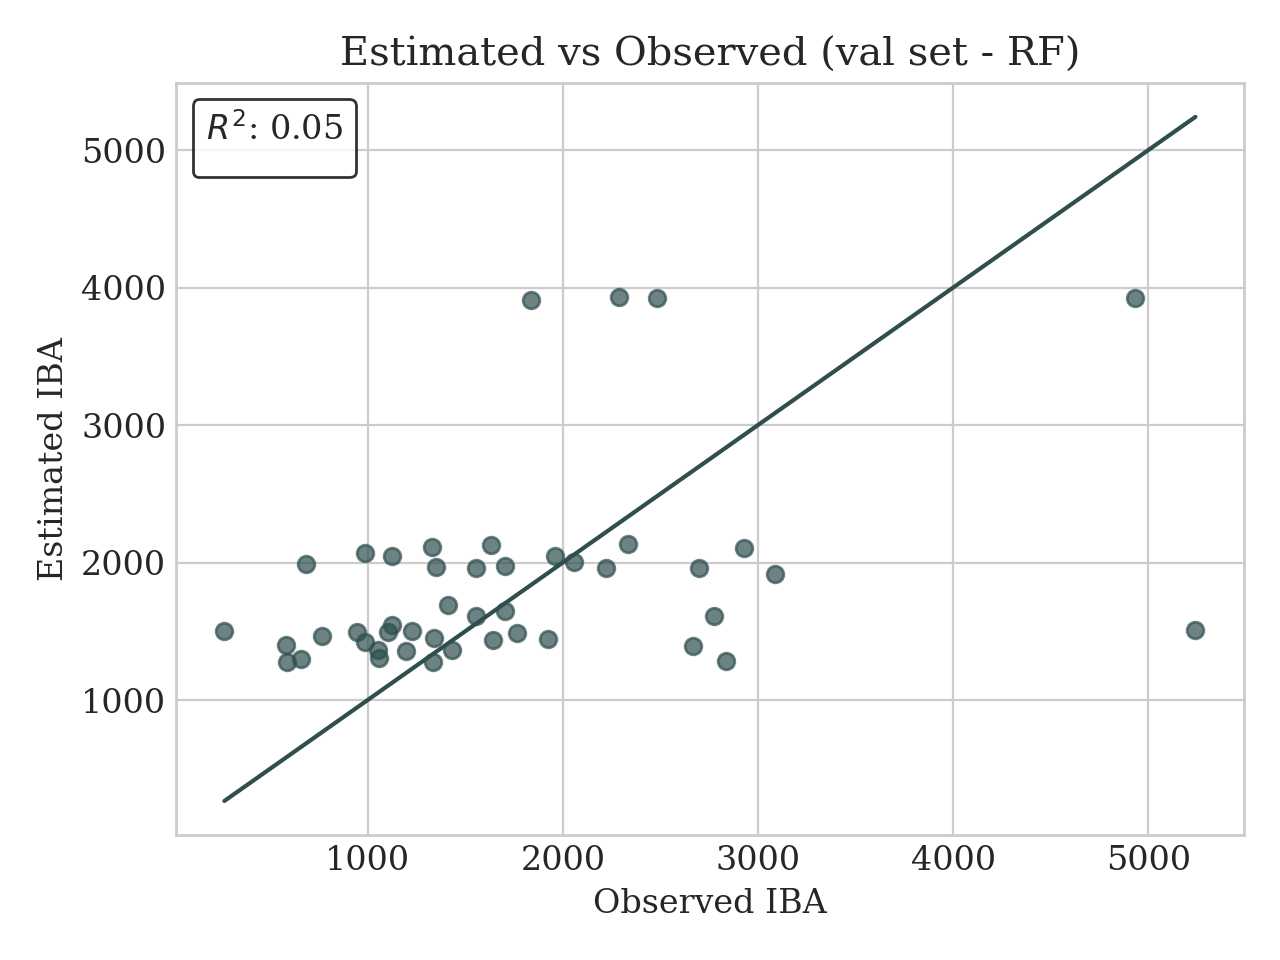 Estimated vs Observed (val set - RF)
R²: 0.05
5000
4000
3000
2000
1000
Estimated IBA
1000 2000 3000 4000 5000
Observed IBA